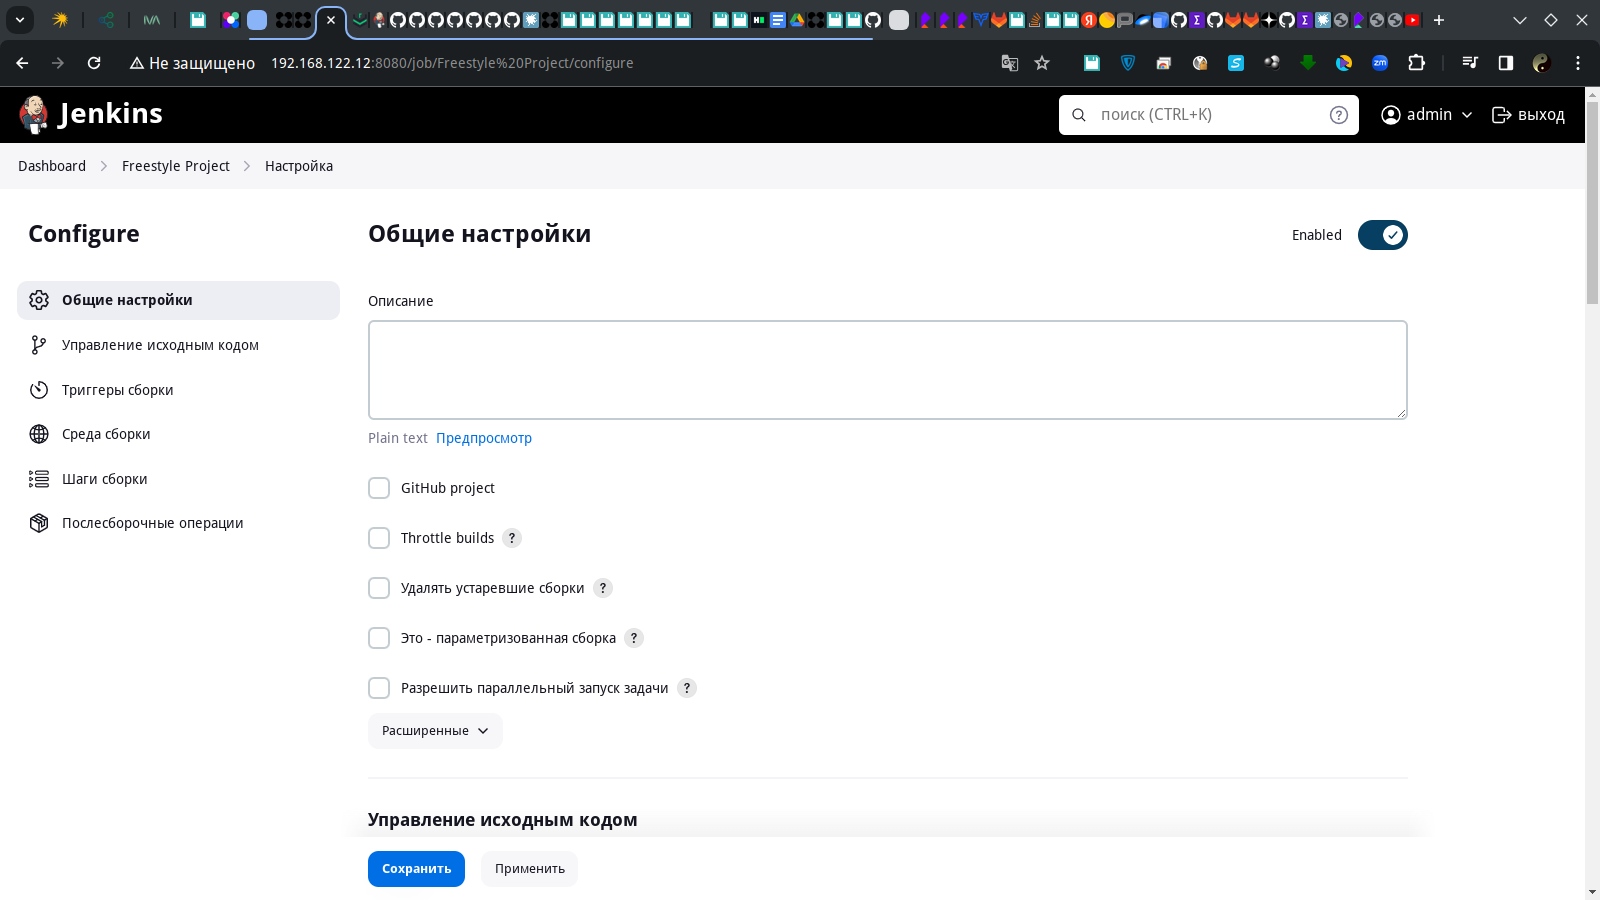 Не защищено 192.168.122.12:8080/job/Freestyle%20Project/configure
Jenkins
поиск (CTRL+K)
admin
выход
Dashboard
Freestyle Project
Настройка
Configure
Общие настройки
Управление исходным кодом
Триггеры сборки
Среда сборки
Шаги сборки
Послесборочные операции
Общие настройки
Enabled
Описание
Plain text Предпросмотр
GitHub project
Throttle builds ?
Удалять устаревшие сборки ?
Это - параметризованная сборка ?
Разрешить параллельный запуск задачи ?
Расширенные
Управление исходным кодом
Сохранить
Применить